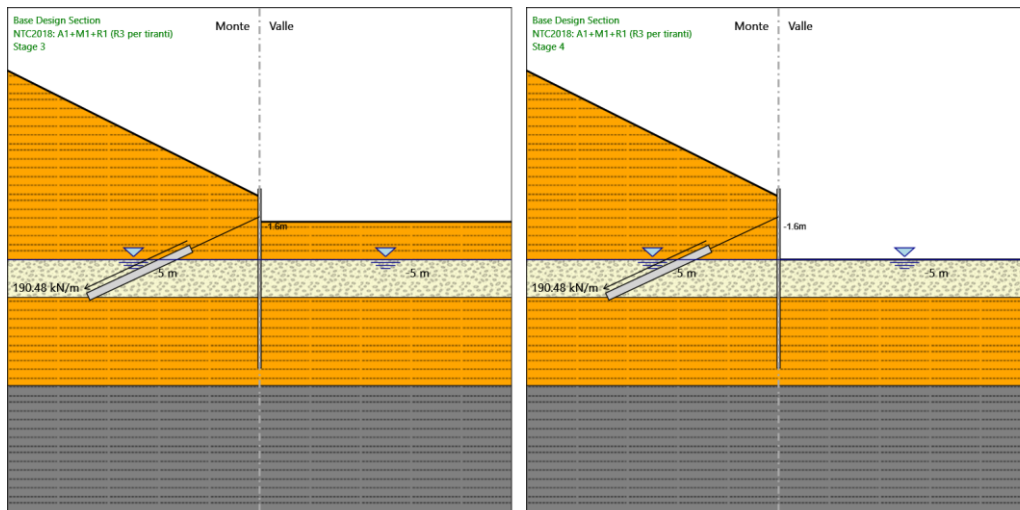 Base Design Section
NTC2018: A1+M1+R1 (R3 per tiranti)
Stage 3
Monte
Valle
-1.6m
-5 m
-5 m
190.48 kN/m
Base Design Section
NTC2018: A1+M1+R1 (R3 per tiranti)
Stage 4
Monte
Valle
-1.6m
-5 m
-5 m
190.48 kN/m